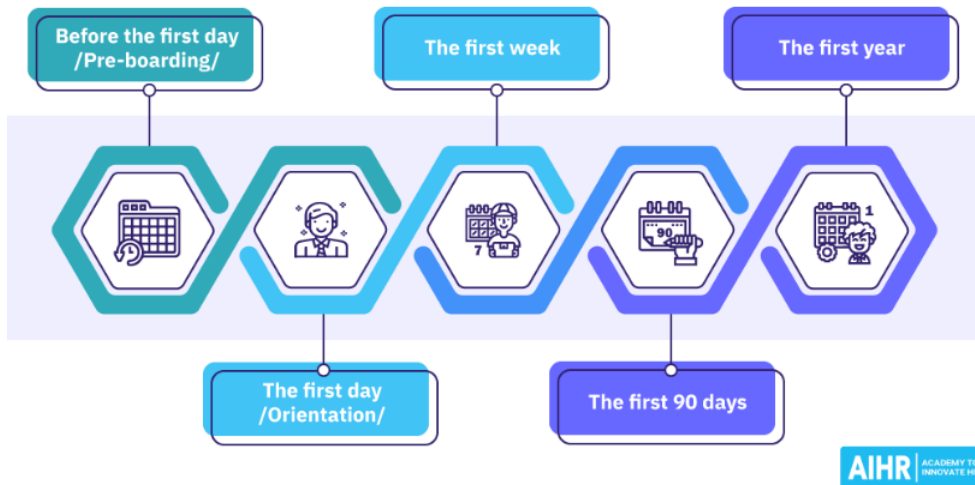 Before the first day
/Pre-boarding/
The first week
The first year
90
7
1
The first day
/Orientation/
The first 90 days
AIHR
ACADEMY TO
INNOVATE